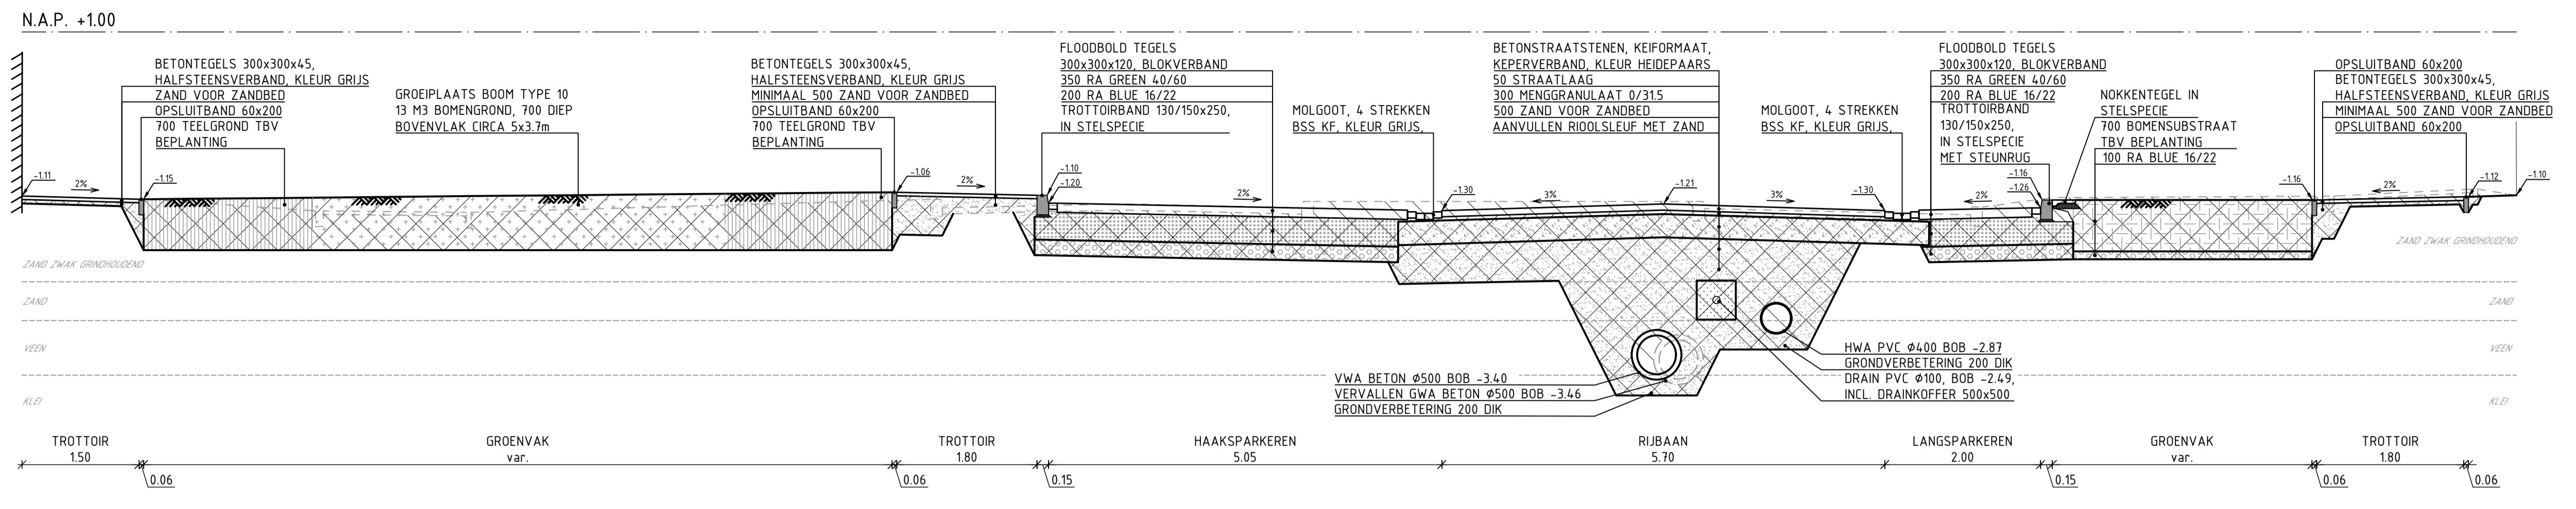 N.A.P. +1.00
BETONTEGELS 300x300x45,
HALFSTEENSVERBAND, KLEUR GRIJS
ZAND VOOR ZANDBED
OPSLUITBAND 60x200
700 TEELGROND TBV
BEPLANTING
GROEIPLAATS BOOM TYPE 10
13 M3 BOMENGROND, 700 DIEP
BOVENVLAK CIRCA 5x3.7m
BETONTEGELS 300x300x45,
HALFSTEENSVERBAND, KLEUR GRIJS
MINIMAAL 500 ZAND VOOR ZANDBED
OPSLUITBAND 60x200
700 TEELGROND TBV
BEPLANTING
FLOODBOLD TEGELS
300x300x120, BLOKVERBAND
350 RA GREEN 40/60
200 RA BLUE 16/22
TROTTOIRBAND 130/150x250,
IN STELSPECIE
MOLGOOT, 4 STREKKEN
BSS KF, KLEUR GRIJS,
BETONSTRAATSTENEN, KEIFORMAAT,
KEPERVERBAND, KLEUR HEIDEPAARS
50 STRAATLAAG
300 MENGGRANULAAT 0/31.5
500 ZAND VOOR ZANDBED
AANVULLEN RIOOLSLEUF MET ZAND
MOLGOOT, 4 STREKKEN
BSS KF, KLEUR GRIJS,
FLOODBOLD TEGELS
300x300x120, BLOKVERBAND
350 RA GREEN 40/60
200 RA BLUE 16/22
TROTTOIRBAND
130/150x250,
IN STELSPECIE
MET STEUNRUG
NOKKENTEGEL IN
STELSPECIE
700 BOMENSUBSTRAAT
TBV BEPLANTING
100 RA BLUE 16/22
OPSLUITBAND 60x200
BETONTEGELS 300x300x45,
HALFSTEENSVERBAND, KLEUR GRIJS
MINIMAAL 500 ZAND VOOR ZANDBED
OPSLUITBAND 60x200
-1.11
2%
-1.15
-1.06
2%
-1.10
-1.20
2%
-1.30
3%
-1.21
3%
-1.30
2%
-1.16
-1.26
-1.16
2%
-1.12
-1.10
ZAND ZWAK GRINDHOUDEND
ZAND
VEEN
KLEI
ZAND ZWAK GRINDHOUDEND
ZAND
VEEN
KLEI
VWA BETON Ø500 BOB -3.40
VERVALLEN GWA BETON Ø500 BOB -3.46
GRONDVERBETERING 200 DIK
HWA PVC Ø400 BOB -2.87
GRONDVERBETERING 200 DIK
DRAIN PVC Ø100, BOB -2.49,
INCL. DRAINKOFFER 500x500
TROTTOIR
1.50
0.06
GROENVAK
var.
0.06
TROTTOIR
1.80
0.15
HAAKSPARKEREN
5.05
RIJBAAN
5.70
LANGSPARKEREN
2.00
0.15
GROENVAK
var.
0.06
TROTTOIR
1.80
0.06